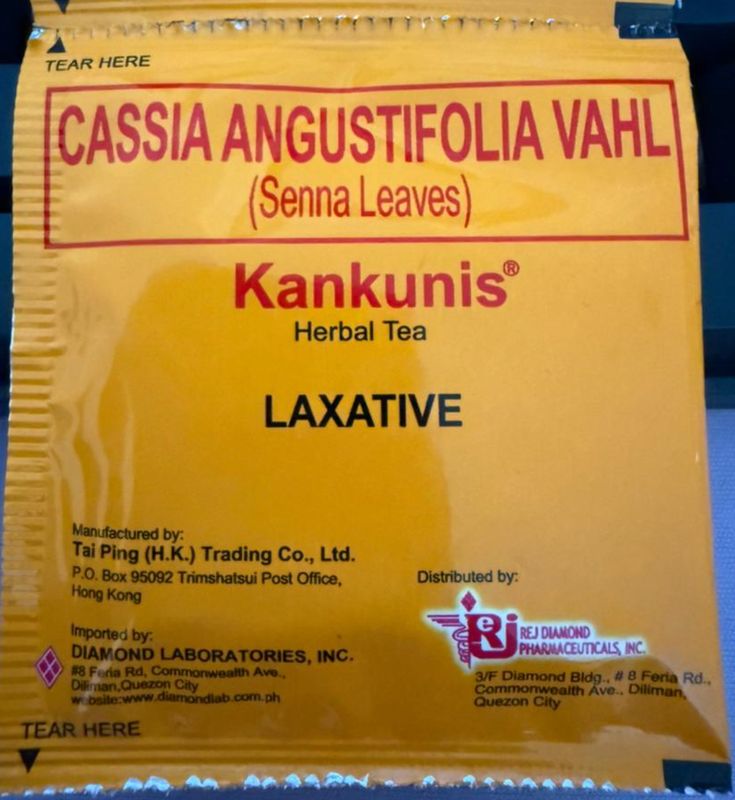 TEAR HERE
CASSIA ANGUSTIFOLIA VAHL
(Senna Leaves)
Kankunis®
Herbal Tea
LAXATIVE
Manufactured by:
Tai Ping (H.K.) Trading Co., Ltd.
P.O. Box 95092 Trimshatsui Post Office,
Hong Kong
Imported by:
DIAMOND LABORATORIES, INC.
#8 Feria Rd, Commonwealth Ave.,
Diliman,Quezon City
website:www.diamondlab.com.ph
Distributed by:
ReJ
REJ DIAMOND
PHARMACEUTICALS, INC.
3/F Diamond Bldg., # 8 Feria Rd.,
Commonwealth Ave., Diliman,
Quezon City
TEAR HERE